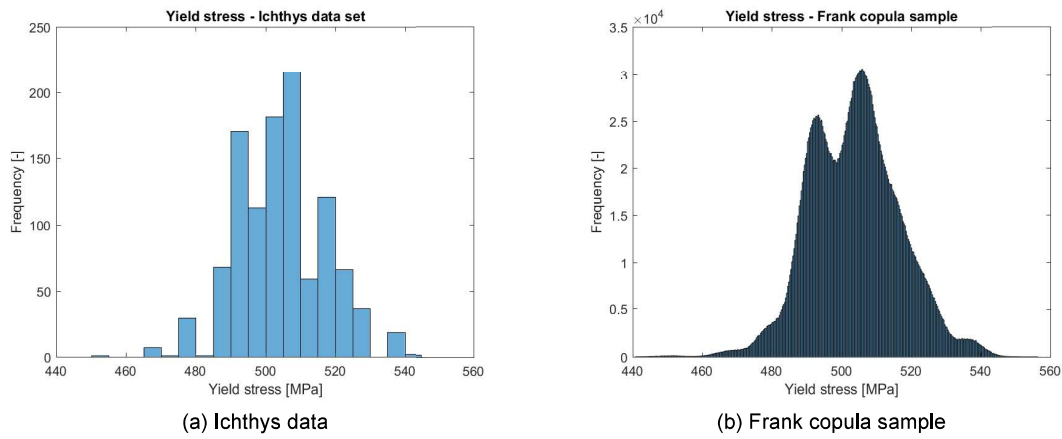 Yield stress - Ichthys data set
250
200
150
100
50
0
Frequency [-]
440 460 480 500 520 540 560
Yield stress [MPa]
(a) Ichthys data
Yield stress - Frank copula sample
×10⁴
3.5
3
2.5
2
1.5
1
0.5
0
Frequency [-]
440 460 480 500 520 540 560
Yield stress [MPa]
(b) Frank copula sample